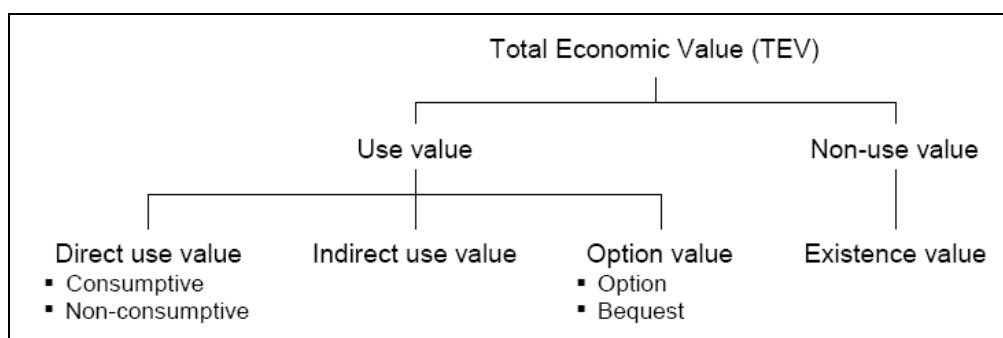 Total Economic Value (TEV)
Use value Non-use value
Direct use value Indirect use value Option value Existence value
▪ Consumptive ▪ Option
▪ Non-consumptive ▪ Bequest